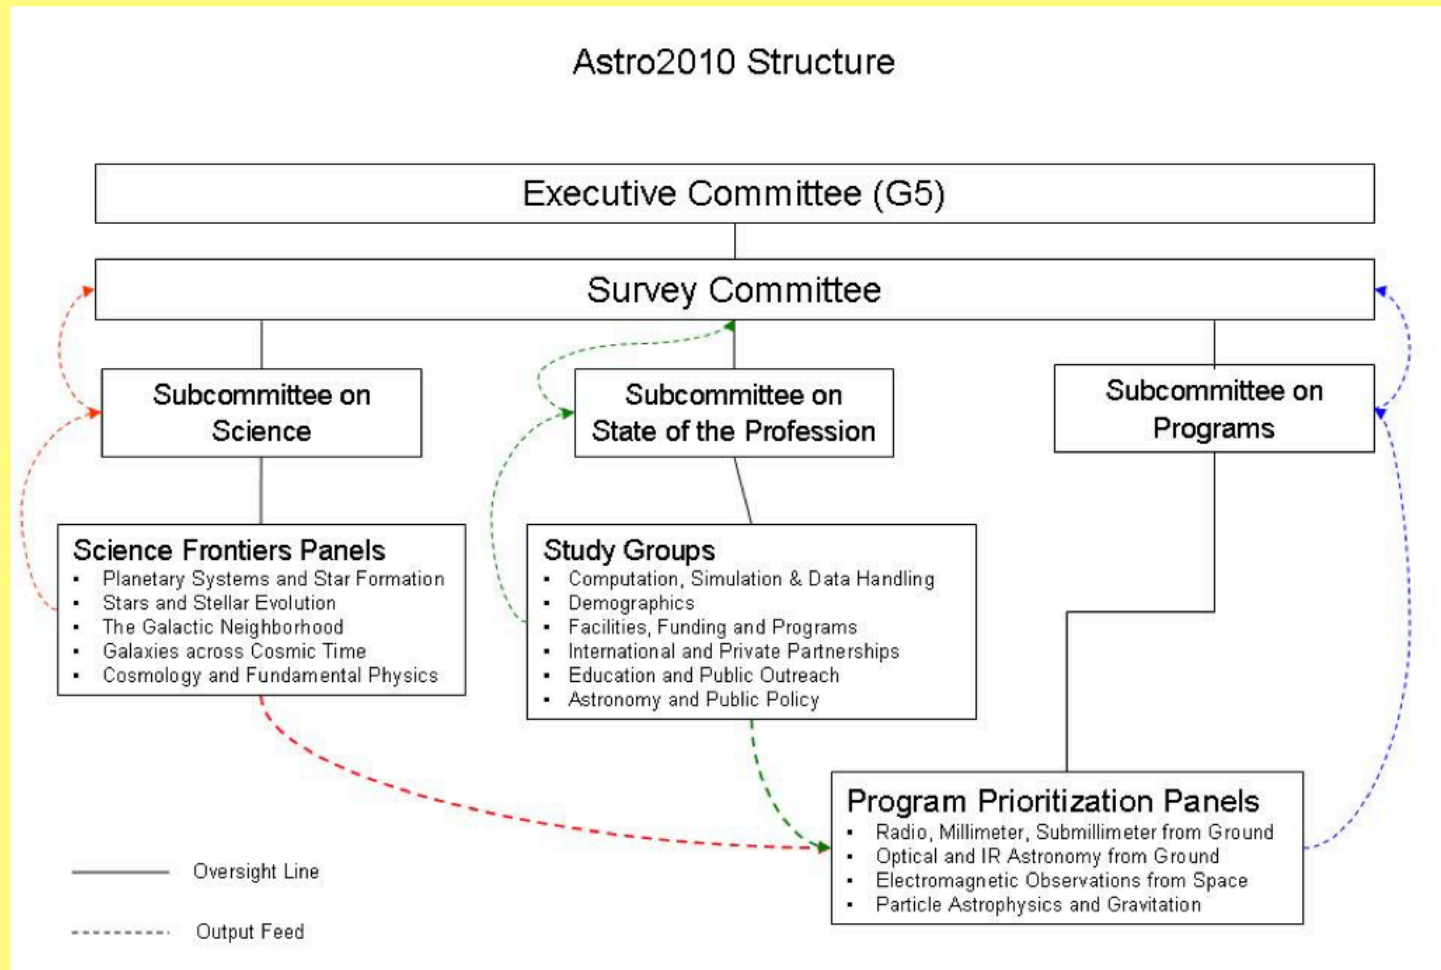 Astro2010 Structure
Executive Committee (G5)
Survey Committee
Subcommittee on
Science
Subcommittee on
State of the Profession
Subcommittee on
Programs
Science Frontiers Panels
▪ Planetary Systems and Star Formation
▪ Stars and Stellar Evolution
▪ The Galactic Neighborhood
▪ Galaxies across Cosmic Time
▪ Cosmology and Fundamental Physics
Study Groups
▪ Computation, Simulation & Data Handling
▪ Demographics
▪ Facilities, Funding and Programs
▪ International and Private Partnerships
▪ Education and Public Outreach
▪ Astronomy and Public Policy
Program Prioritization Panels
▪ Radio, Millimeter, Submillimeter from Ground
▪ Optical and IR Astronomy from Ground
▪ Electromagnetic Observations from Space
▪ Particle Astrophysics and Gravitation
Oversight Line
Output Feed